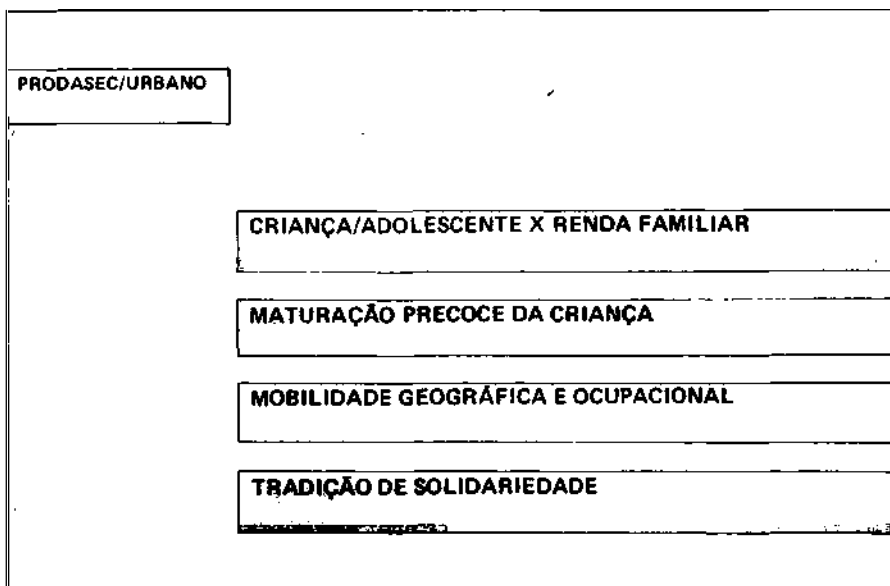 PRODASEC/URBANO
CRIANÇA/ADOLESCENTE X RENDA FAMILIAR
MATURAÇÃO PRECOCE DA CRIANÇA
MOBILIDADE GEOGRÁFICA E OCUPACIONAL
TRADIÇÃO DE SOLIDARIEDADE